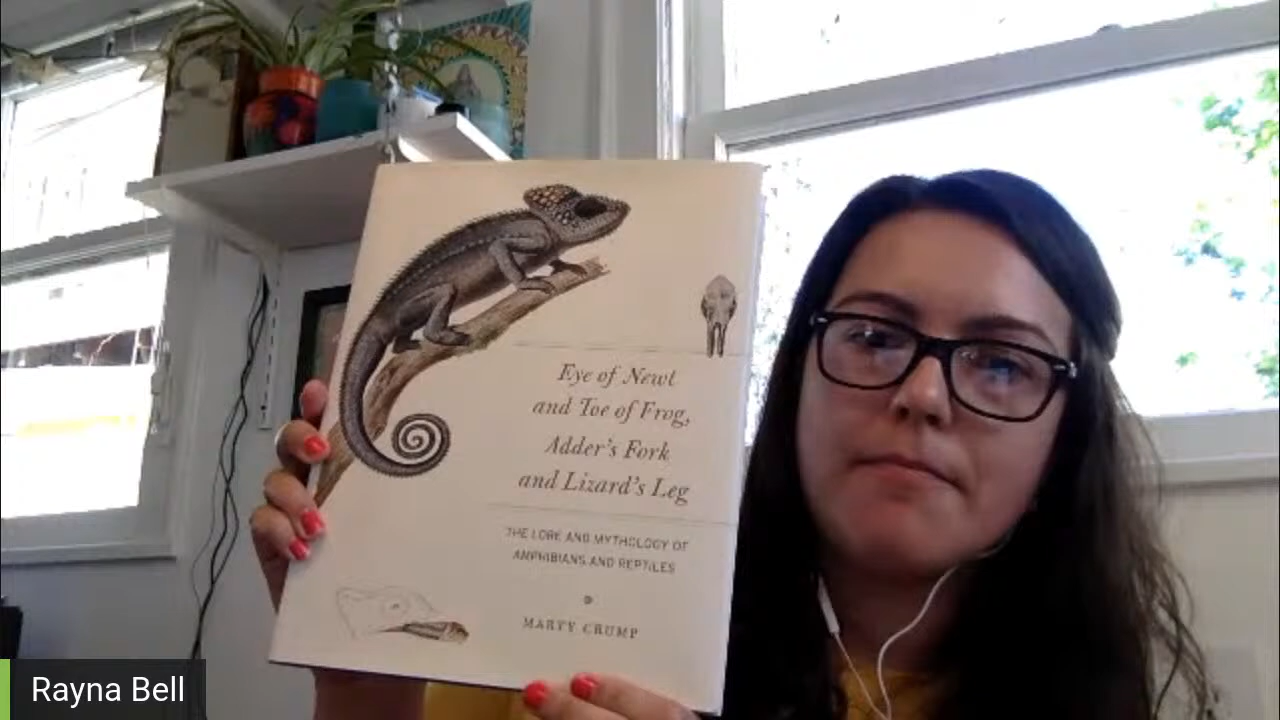 Eye of Newt
and Toe of Frog,
Adder's Fork
and Lizard's Leg
THE LORE AND MYTHOLOGY OF
AMPHIBIANS AND REPTILES
MARTY CRUMP
Rayna Bell